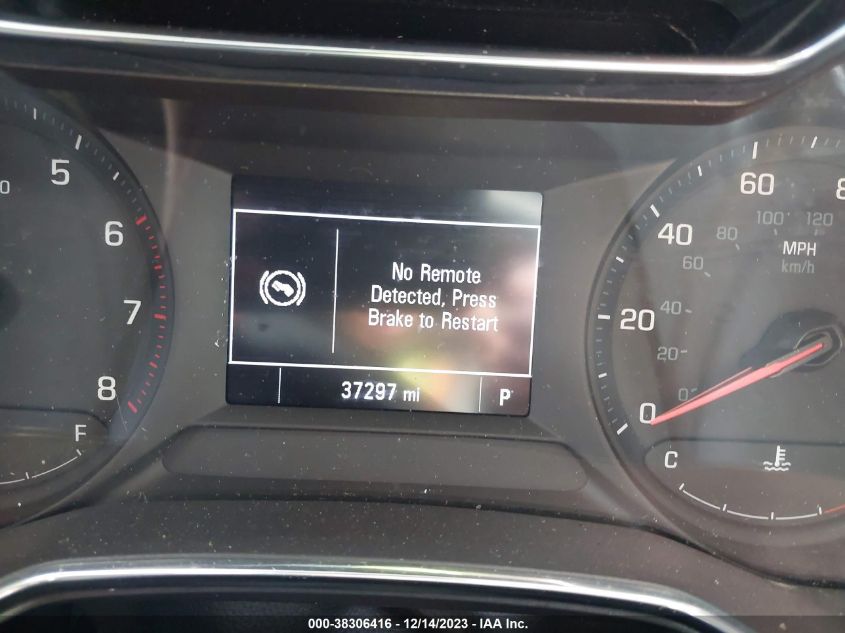 5
6
7
8
F
No Remote
Detected, Press
Brake to Restart
37297 mi
P
0
20
40
60
20
40
60
80
100
120
MPH
km/h
C
000-38306416 - 12/14/2023 - IAA Inc.